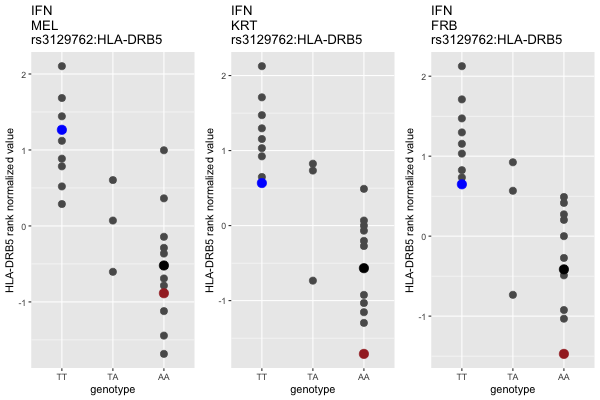 IFN
MEL
rs3129762:HLA-DRB5
HLA-DRB5 rank normalized value
2
1
0
-1
TT
TA
AA
genotype
IFN
KRT
rs3129762:HLA-DRB5
HLA-DRB5 rank normalized value
2
1
0
-1
TT
TA
AA
genotype
IFN
FRB
rs3129762:HLA-DRB5
HLA-DRB5 rank normalized value
2
1
0
-1
TT
TA
AA
genotype